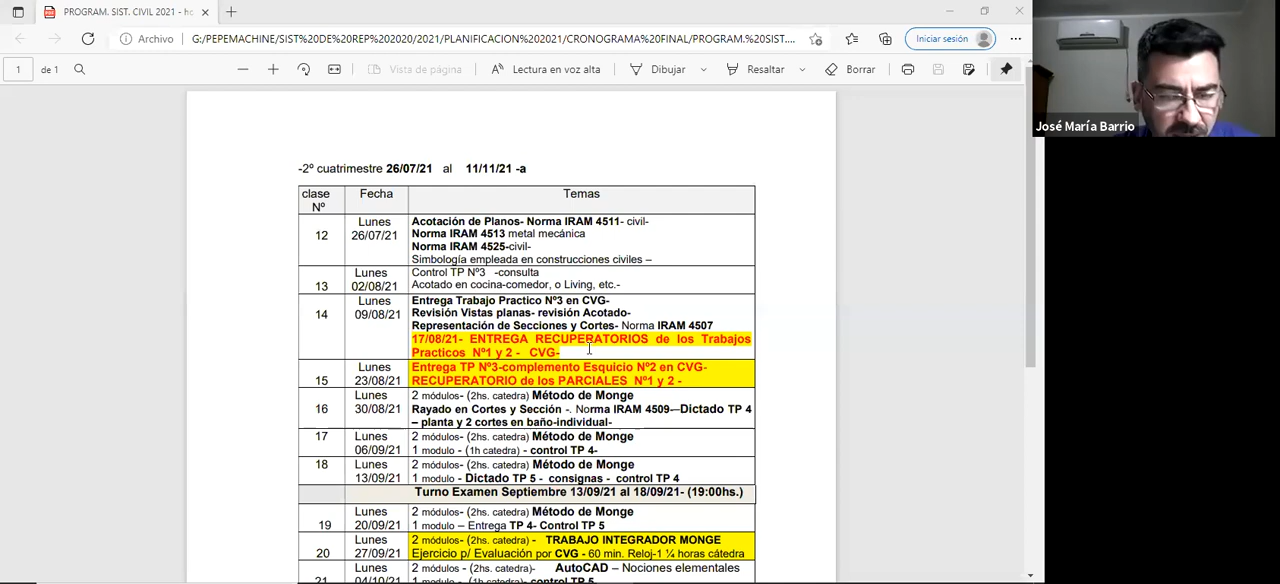 PROGRAM. SIST. CIVIL 2021 - hc
Archivo
G:/PEPEMACHINE/SIST%20DE%20REP%202020/2021/PLANIFICACION%202021/CRONOGRAMA%20FINAL/PROGRAM.%20SIST....
Iniciar sesión
1 de 1
Vista de página
Lectura en voz alta
Dibujar
Resaltar
Borrar
José María Barrio
-2º cuatrimestre 26/07/21 al 11/11/21 -a
clase Nº Fecha Temas
12 Lunes 26/07/21
Acotación de Planos- Norma IRAM 4511- civil-
Norma IRAM 4513 metal mecánica
Norma IRAM 4525-civil-
Simbología empleada en construcciones civiles –
13 Lunes 02/08/21
Control TP Nº3 -consulta
Acotado en cocina-comedor, o Living, etc.-
14 Lunes 09/08/21
Entrega Trabajo Practico Nº3 en CVG-
Revisión Vistas planas- revisión Acotado-
Representación de Secciones y Cortes- Norma IRAM 4507
17/08/21- ENTREGA RECUPERATORIOS de los Trabajos
Practicos Nº1 y 2 - CVG-
15 Lunes 23/08/21
Entrega TP Nº3-complemento Esquicio Nº2 en CVG-
RECUPERATORIO de los PARCIALES Nº1 y 2 -
16 Lunes 30/08/21
2 módulos- (2hs. catedra) Método de Monge
Rayado en Cortes y Sección -. Norma IRAM 4509-–Dictado TP 4
– planta y 2 cortes en baño-individual-
17 Lunes 06/09/21
2 módulos- (2hs. catedra) Método de Monge
1 modulo - (1h catedra) - control TP 4-
18 Lunes 13/09/21
2 módulos- (2hs. catedra) Método de Monge
1 modulo - Dictado TP 5 - consignas - control TP 4
Turno Examen Septiembre 13/09/21 al 18/09/21- (19:00hs.)
19 Lunes 20/09/21
2 módulos- (2hs. catedra) Método de Monge
1 modulo – Entrega TP 4- Control TP 5
20 Lunes 27/09/21
2 módulos- (2hs. catedra) - TRABAJO INTEGRADOR MONGE
Ejercicio p/ Evaluación por CVG - 60 min. Reloj-1 ¼ horas cátedra
21 Lunes 04/10/21
2 módulos- (2hs. catedra)- AutoCAD – Nociones elementales
1 modulo - (1h catedra) - control TP 5